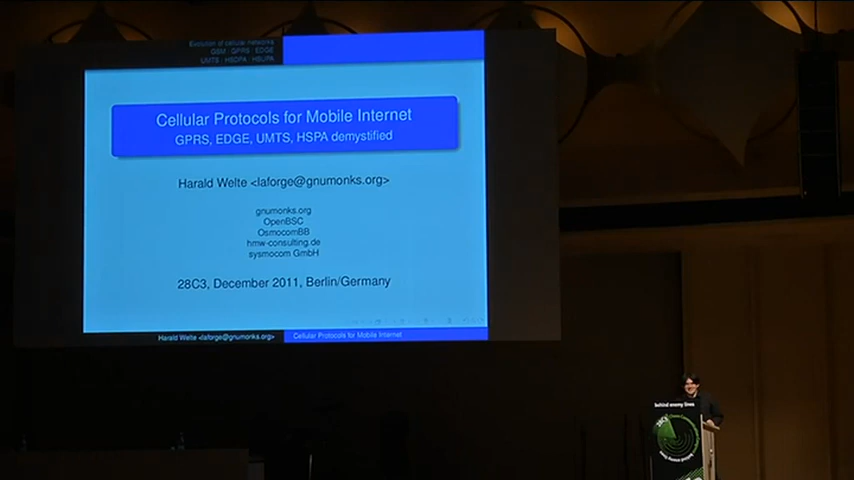 Evolution of cellular networks
GSM GPRS EDGE
UMTS HSDPA HSUPA
Cellular Protocols for Mobile Internet
GPRS, EDGE, UMTS, HSPA demystified
Harald Welte <laforge@gnumonks.org>
gnumonks.org
OpenBSC
OsmocomBB
hmw-consulting.de
sysmocom GmbH
28C3, December 2011, Berlin/Germany
Harald Welte <laforge@gnumonks.org>
Cellular Protocols for Mobile Internet
behind enemy lines
28C3